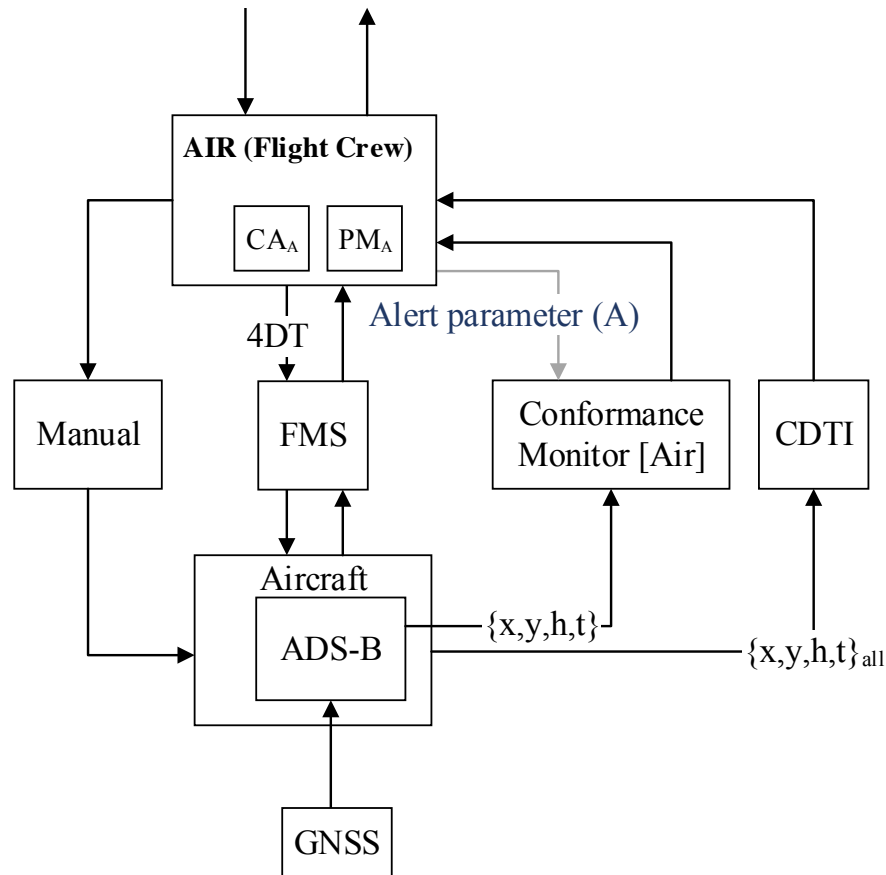 AIR (Flight Crew)
CA_A
PM_A
4DT
Alert parameter (A)
Manual
FMS
Conformance
Monitor [Air]
CDTI
Aircraft
ADS-B
{x,y,h,t}
{x,y,h,t}_all
GNSS